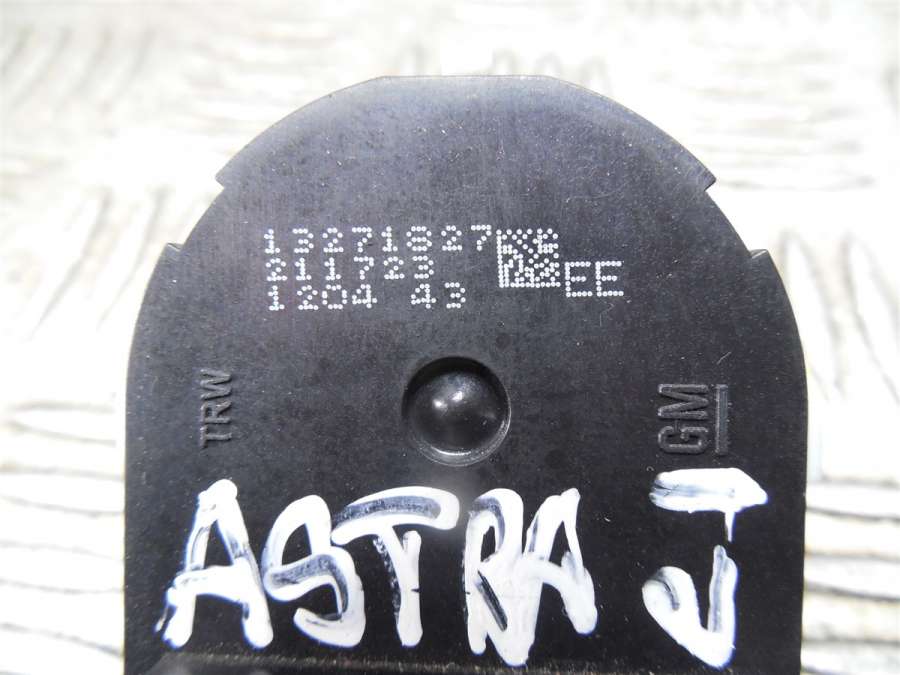 13271827
211723
1204 43 EE
TRW
GM
ASTRA J